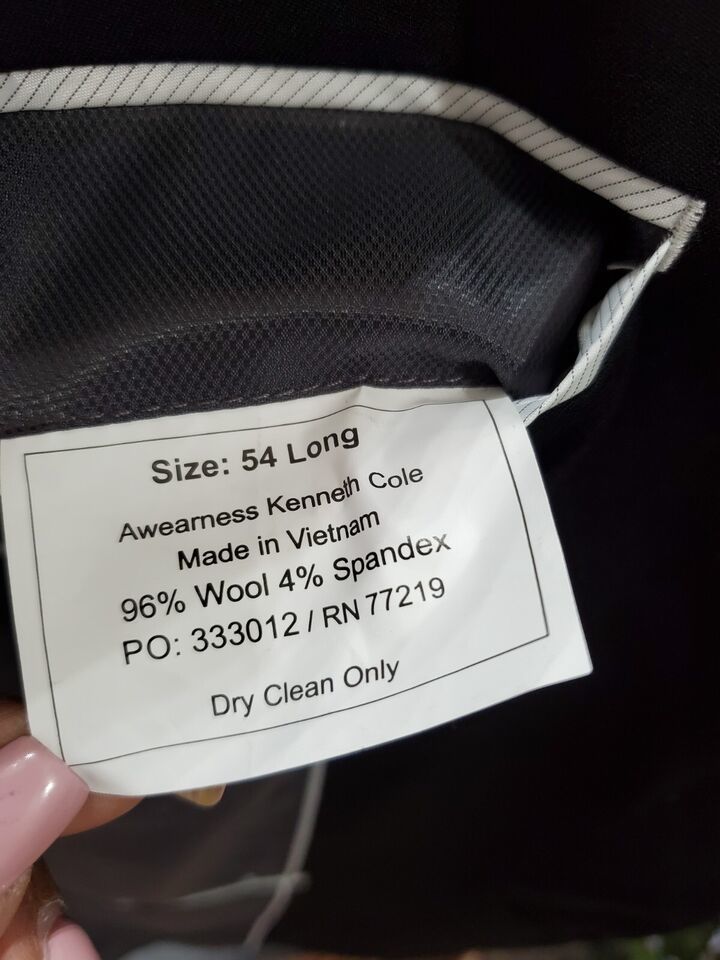 Size: 54 Long
Awearness Kenneth Cole
Made in Vietnam
96% Wool 4% Spandex
PO: 333012 / RN 77219
Dry Clean Only